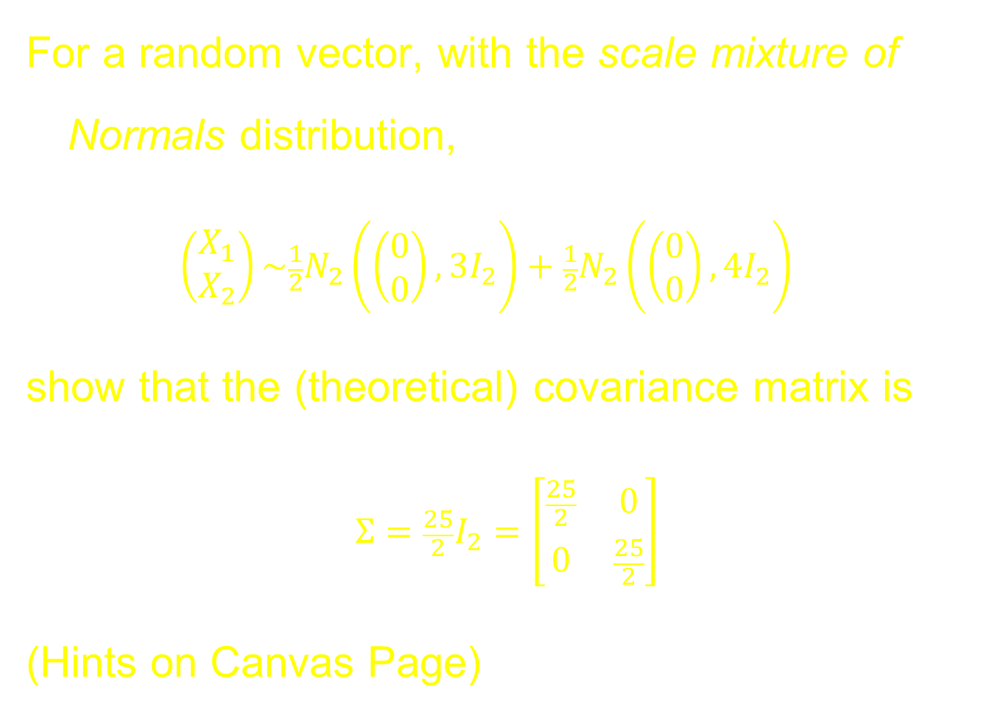 For a random vector, with the scale mixture of
Normals distribution,
$\begin{pmatrix} X_1 \\ X_2 \end{pmatrix} \sim \frac{1}{2} N_2 \left( \begin{pmatrix} 0 \\ 0 \end{pmatrix}, 3I_2 \right) + \frac{1}{2} N_2 \left( \begin{pmatrix} 0 \\ 0 \end{pmatrix}, 4I_2 \right)$
show that the (theoretical) covariance matrix is
$\Sigma = \frac{25}{2} I_2 = \begin{bmatrix} \frac{25}{2} & 0 \\ 0 & \frac{25}{2} \end{bmatrix}$
(Hints on Canvas Page)